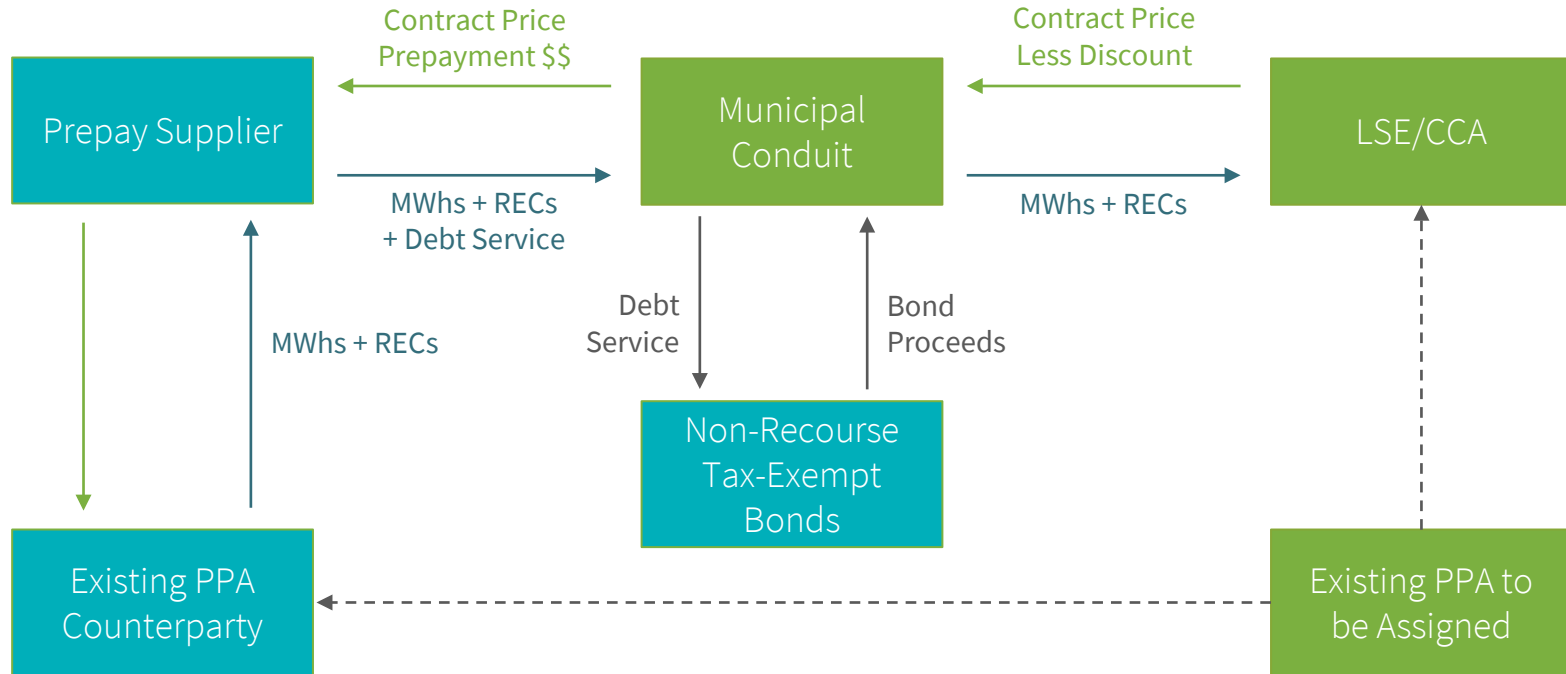 Contract Price
Prepayment $$
Contract Price
Less Discount
Prepay Supplier
Municipal
Conduit
LSE/CCA
MWhs + RECs
+ Debt Service
MWhs + RECs
MWhs + RECs
Debt
Service
Bond
Proceeds
Non-Recourse
Tax-Exempt
Bonds
Existing PPA
Counterparty
Existing PPA to
be Assigned